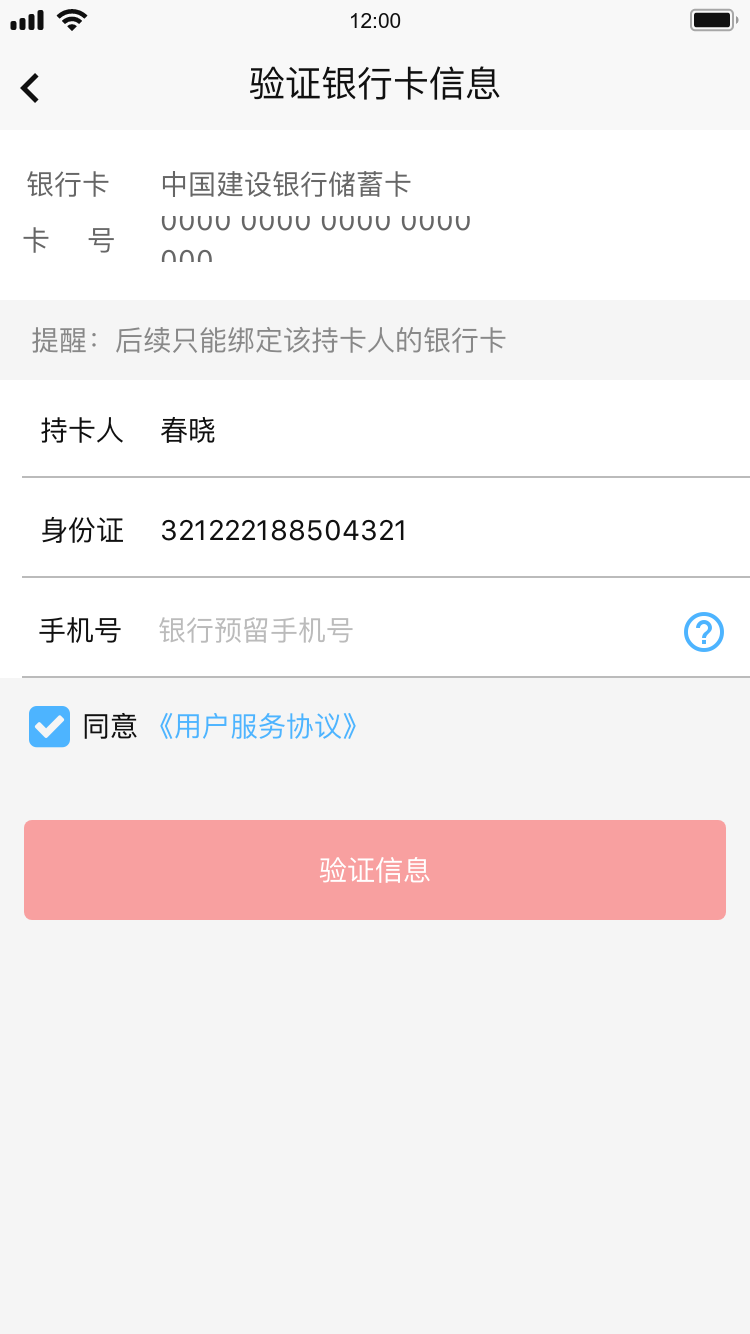 12:00
验证银行卡信息
银行卡 中国建设银行储蓄卡
卡 号 0000 0000 0000 0000
000
提醒：后续只能绑定该持卡人的银行卡
持卡人 春晓
身份证 321222188504321
手机号 银行预留手机号
同意 《用户服务协议》
验证信息